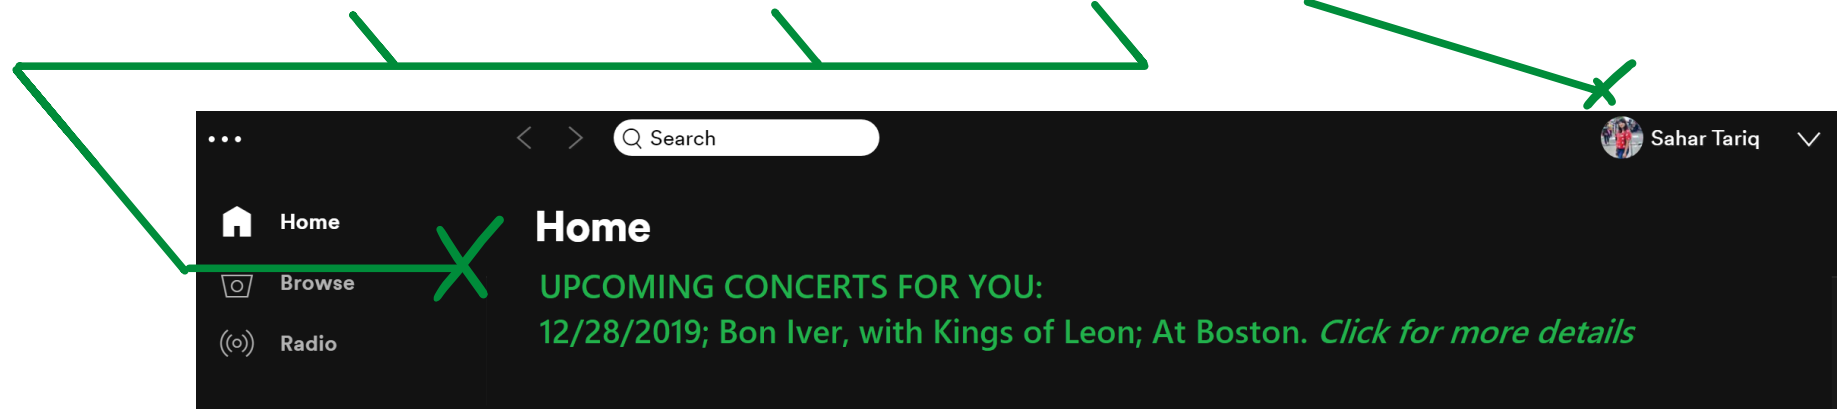 Search
Sahar Tariq
Home
Browse
Radio
Home
UPCOMING CONCERTS FOR YOU:
12/28/2019; Bon Iver, with Kings of Leon; At Boston. Click for more details